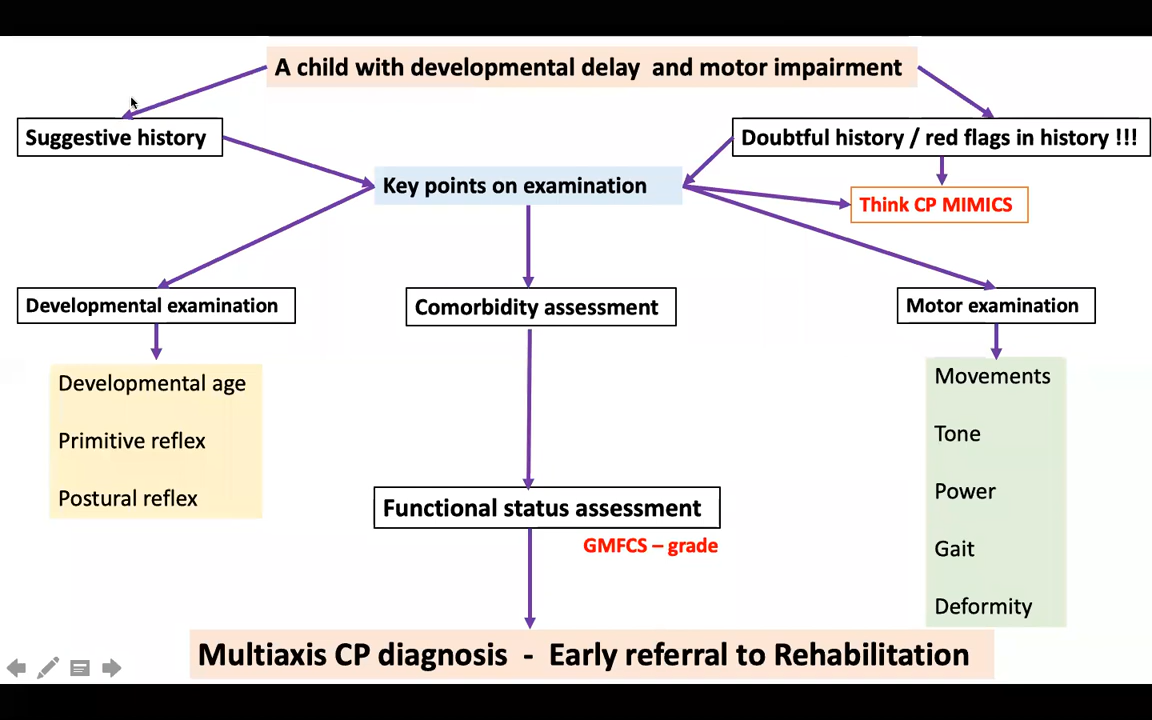 A child with developmental delay and motor impairment
Suggestive history
Doubtful history / red flags in history !!!
Key points on examination
Think CP MIMICS
Developmental examination
Comorbidity assessment
Motor examination
Developmental age
Primitive reflex
Postural reflex
Movements
Tone
Power
Gait
Deformity
Functional status assessment
GMFCS – grade
Multiaxis CP diagnosis - Early referral to Rehabilitation